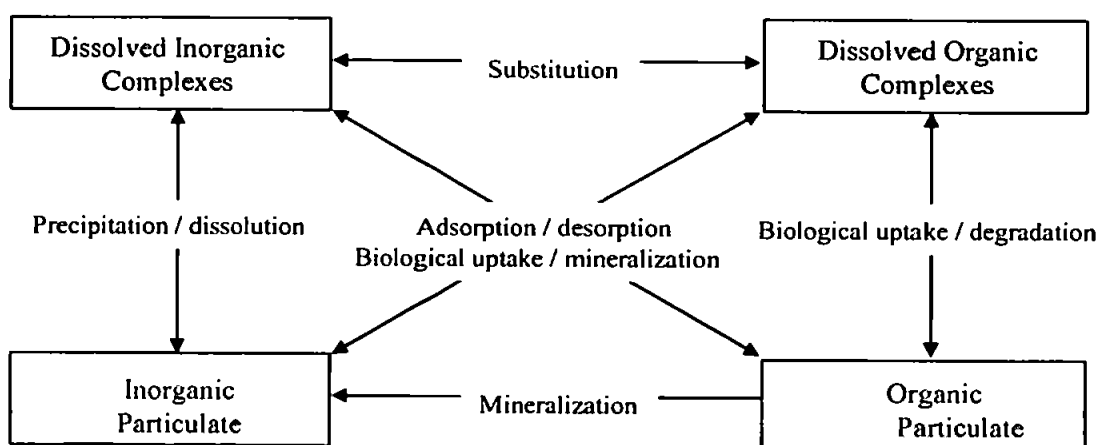 Dissolved Inorganic
Complexes
Substitution
Dissolved Organic
Complexes
Precipitation / dissolution
Adsorption / desorption
Biological uptake / mineralization
Biological uptake / degradation
Inorganic
Particulate
Mineralization
Organic
Particulate